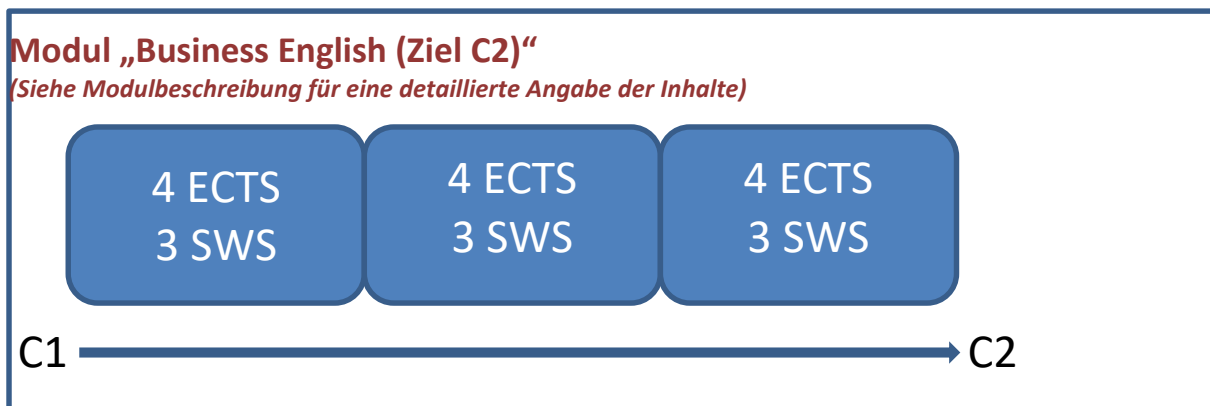 Modul „Business English (Ziel C2)“
(Siehe Modulbeschreibung für eine detaillierte Angabe der Inhalte)
4 ECTS
3 SWS
4 ECTS
3 SWS
4 ECTS
3 SWS
C1
C2